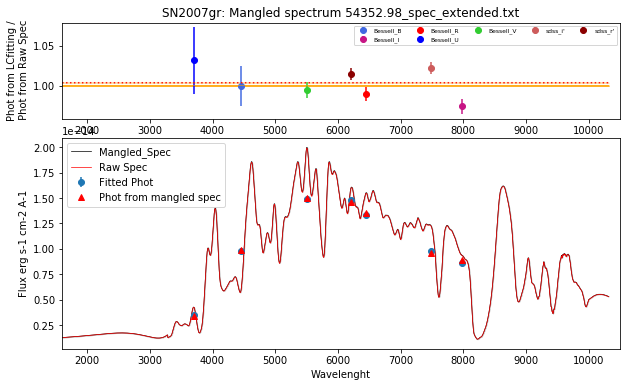 SN2007gr: Mangled spectrum 54352.98_spec_extended.txt
Phot from LCfitting /
Phot from Raw Spec
1.05
1.00
Bessell_B
Bessell_I
Bessell_R
Bessell_U
Bessell_V
sdss_i'
sdss_r'
2000 3000 4000 5000 6000 7000 8000 9000 10000
1e−14
Flux erg s-1 cm-2 A-1
2.00
1.75
1.50
1.25
1.00
0.75
0.50
0.25
Mangled_Spec
Raw Spec
Fitted Phot
Phot from mangled spec
2000 3000 4000 5000 6000 7000 8000 9000 10000
Wavelenght